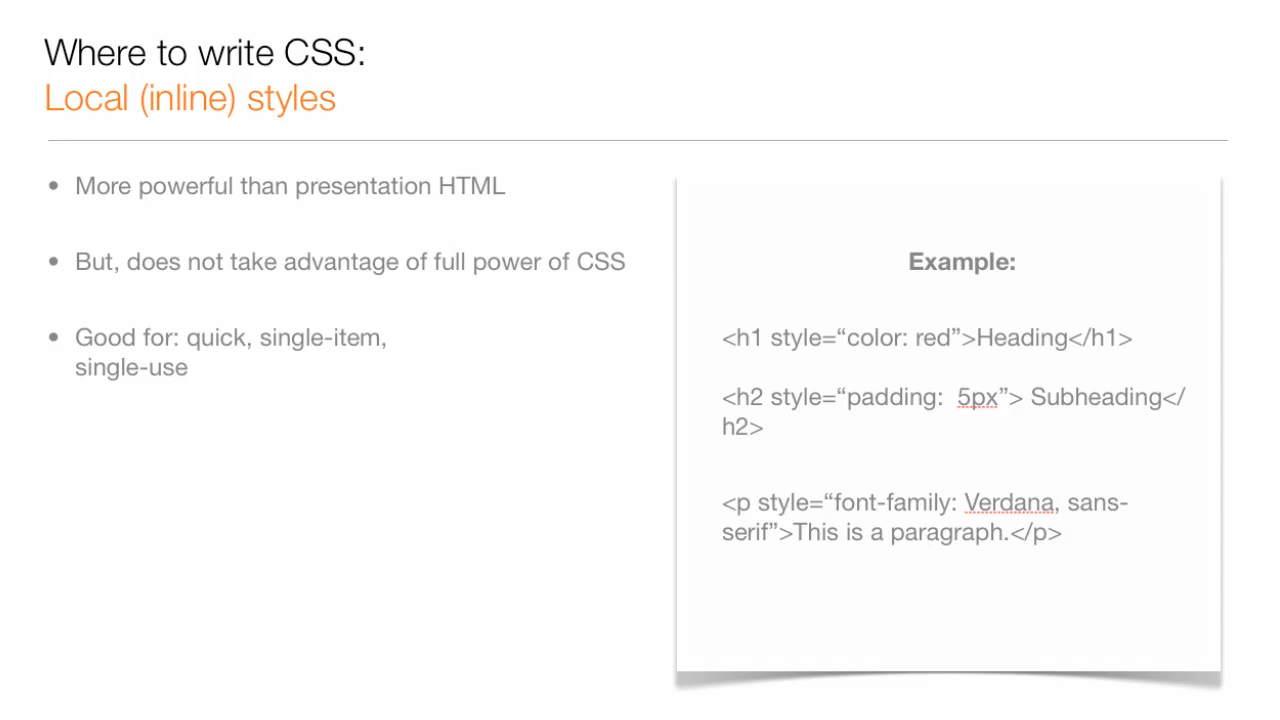 Where to write CSS:
Local (inline) styles
• More powerful than presentation HTML
• But, does not take advantage of full power of CSS
• Good for: quick, single-item,
single-use
Example:
<h1 style=“color: red”>Heading</h1>
<h2 style=“padding:  5px”> Subheading</
h2>
<p style=“font-family: Verdana, sans-
serif”>This is a paragraph.</p>